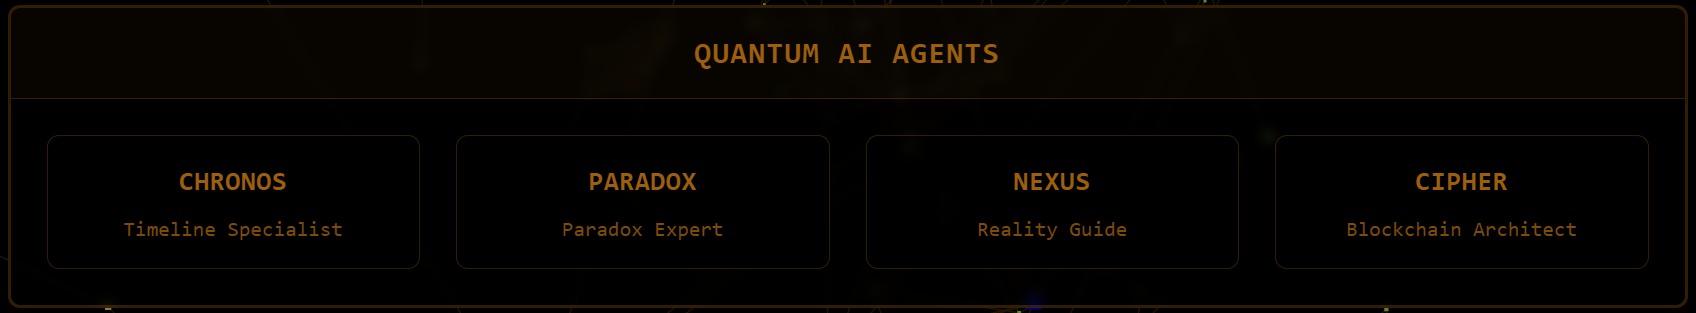 QUANTUM AI AGENTS
CHRONOS
Timeline Specialist
PARADOX
Paradox Expert
NEXUS
Reality Guide
CIPHER
Blockchain Architect